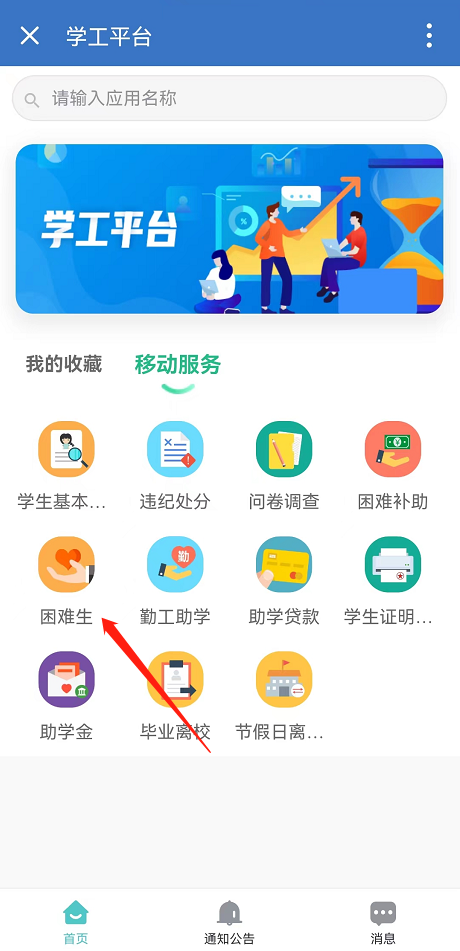 学工平台
请输入应用名称
学工平台
我的收藏 移动服务
学生基本... 违纪处分 问卷调查 困难补助
勤
困难生 勤工助学 助学贷款 学生证明...
助学金 毕业离校 节假日离...
首页 通知公告 消息